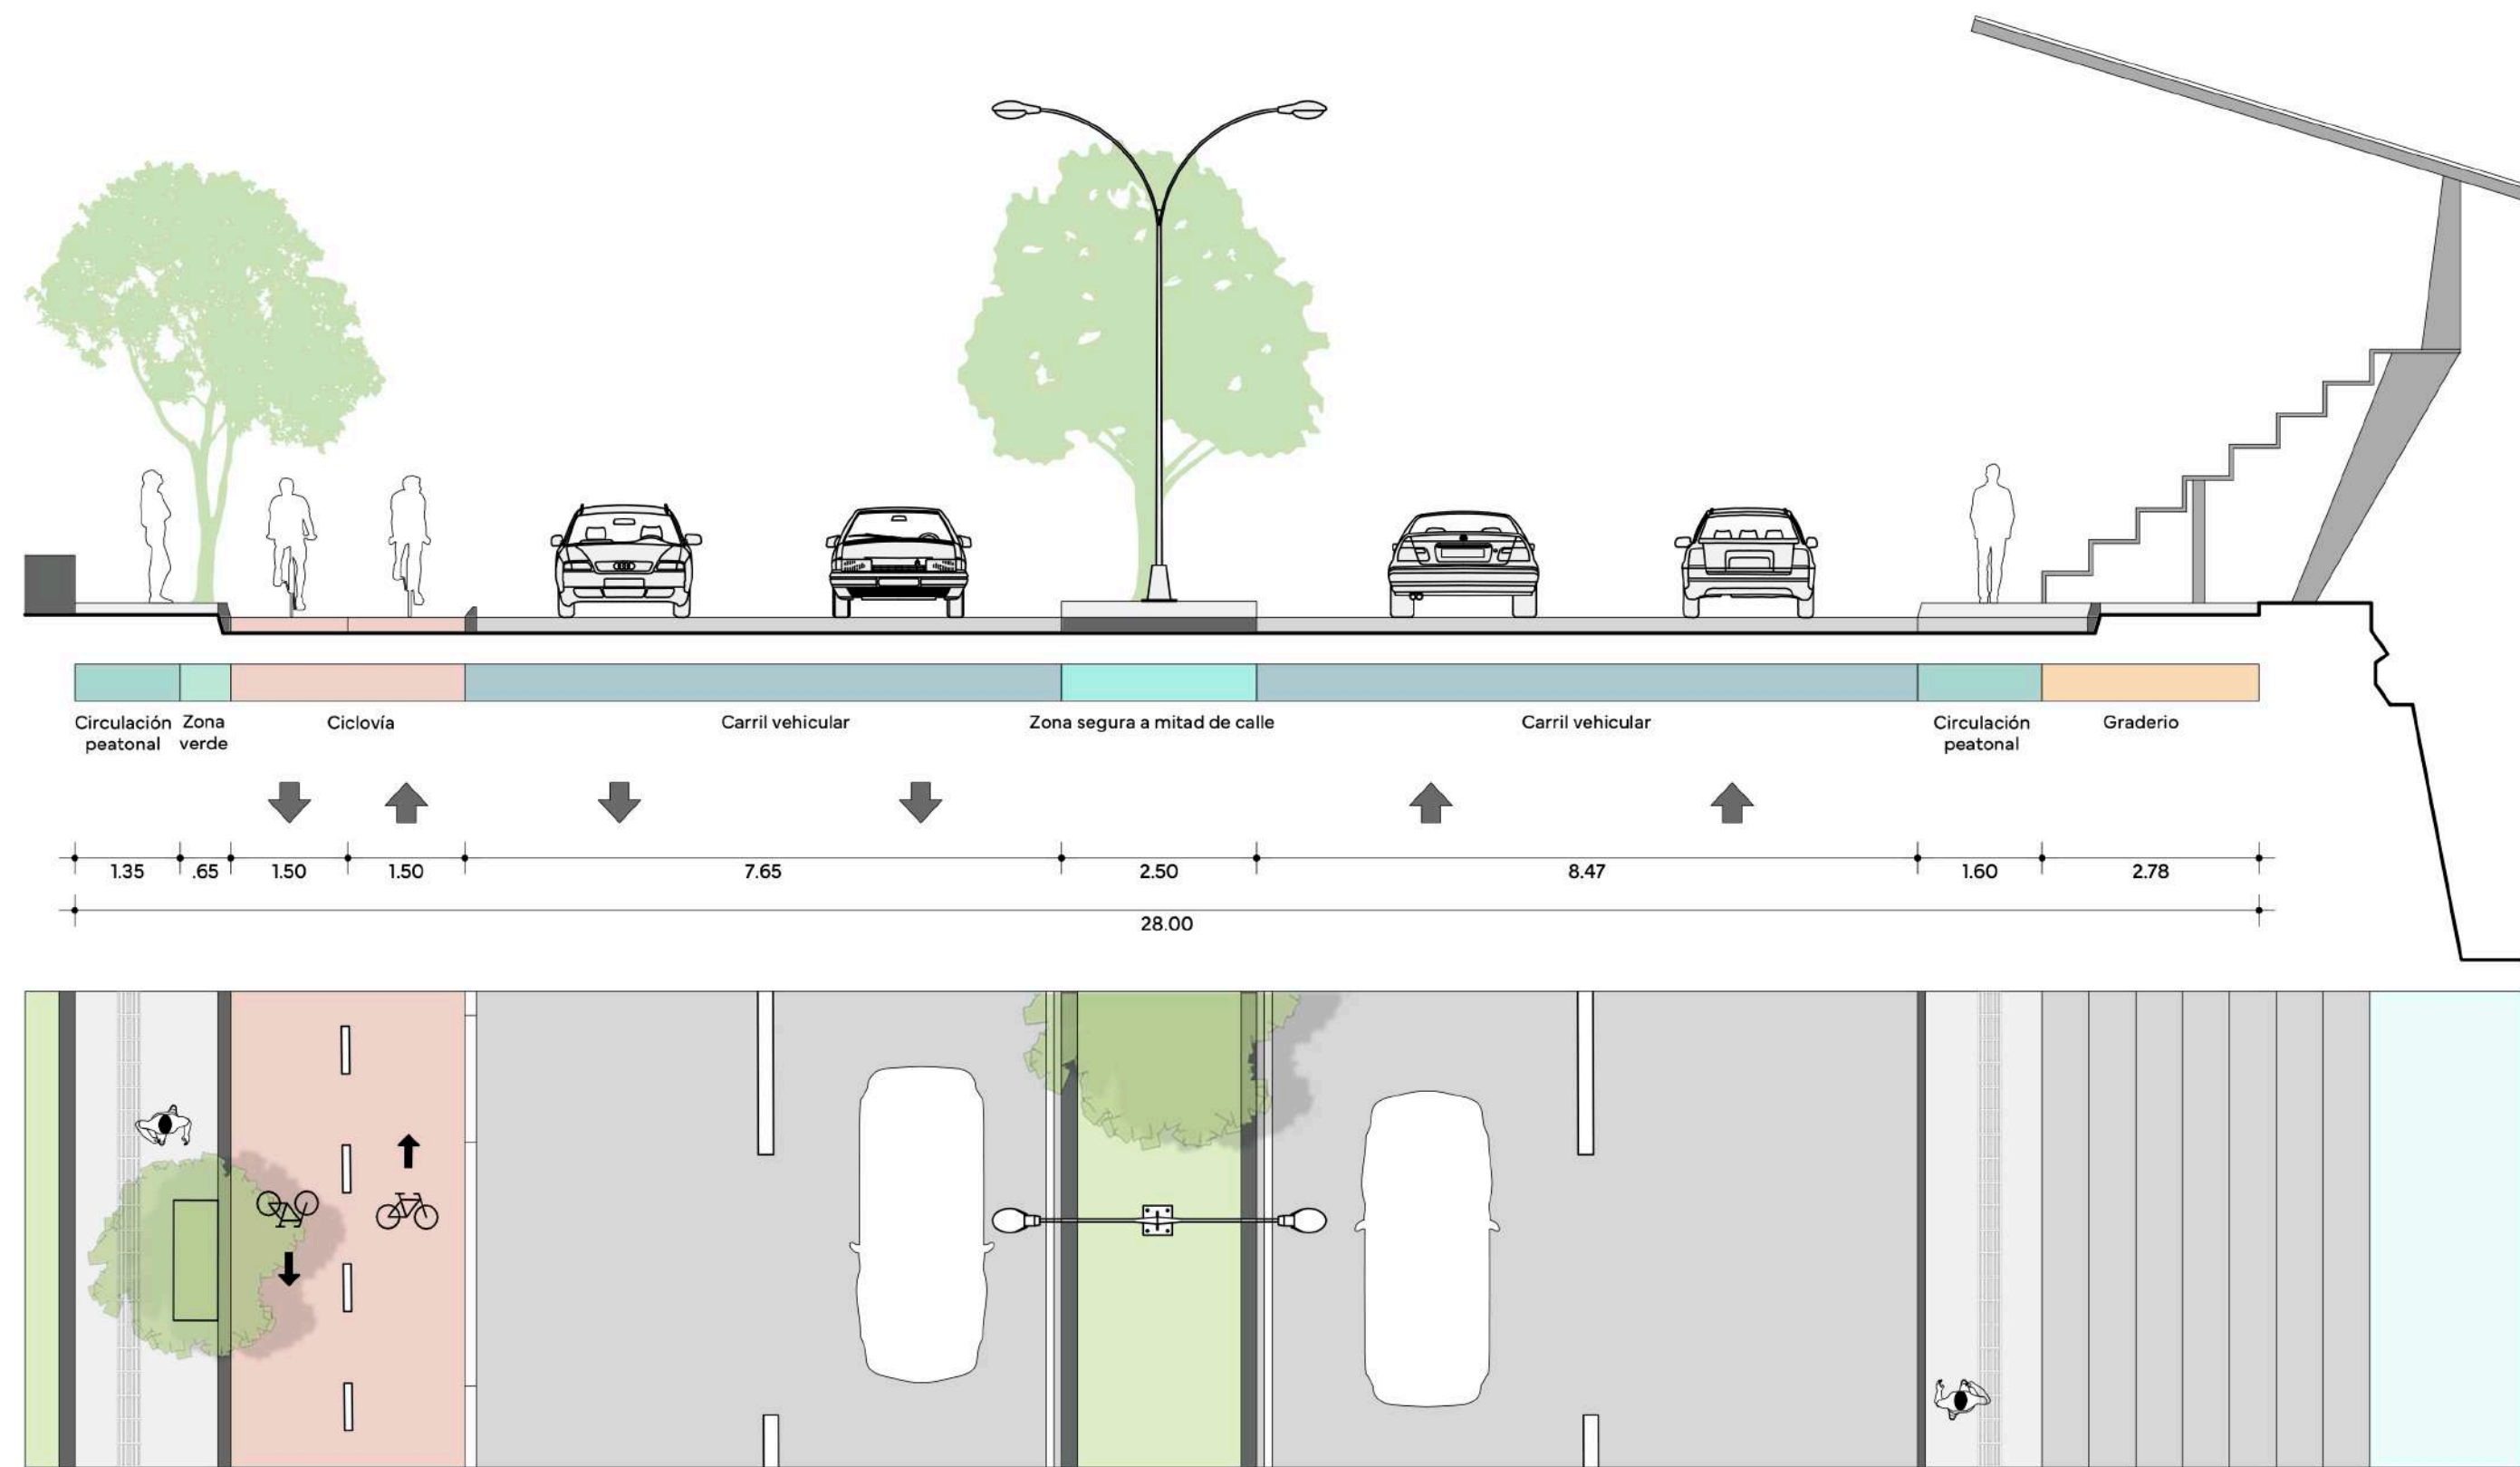 Circulación
peatonal
Zona
verde
Ciclovía
Carril vehicular
Zona segura a mitad de calle
Carril vehicular
Circulación
peatonal
Graderio
1.35
.65
1.50
1.50
7.65
2.50
8.47
1.60
2.78
28.00